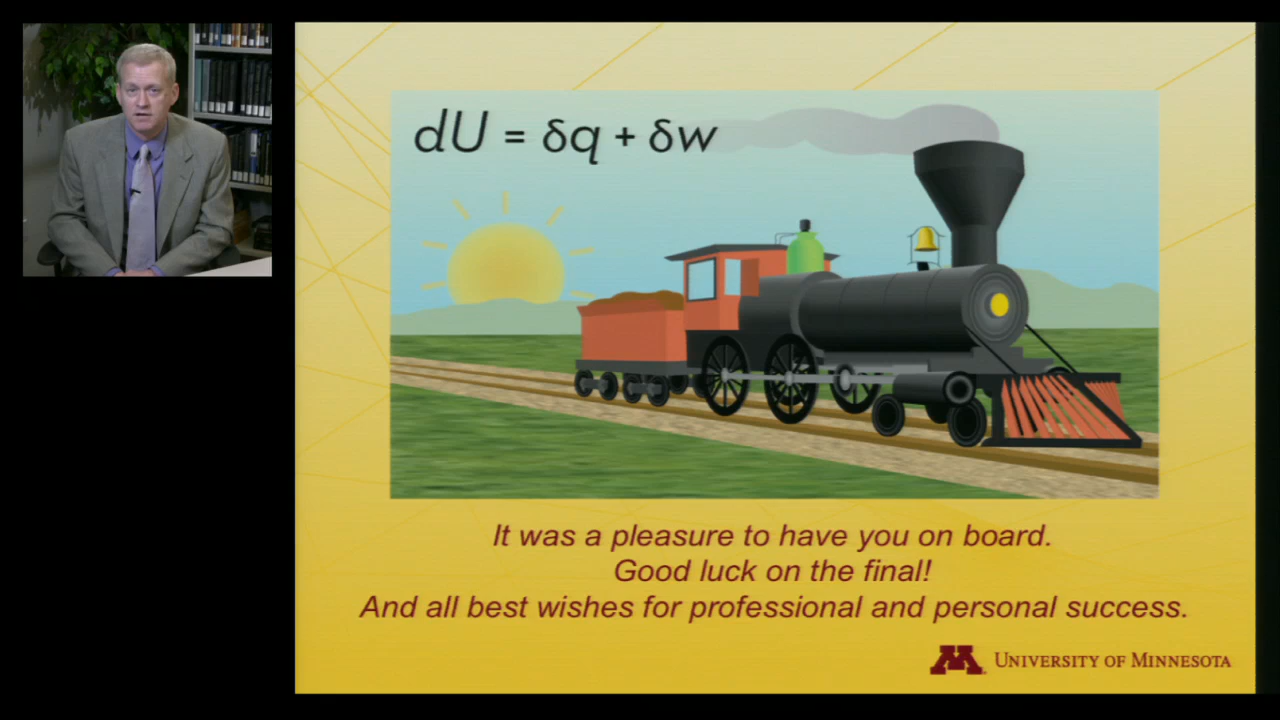 dU = δq + δw
It was a pleasure to have you on board.
Good luck on the final!
And all best wishes for professional and personal success.
M UNIVERSITY OF MINNESOTA